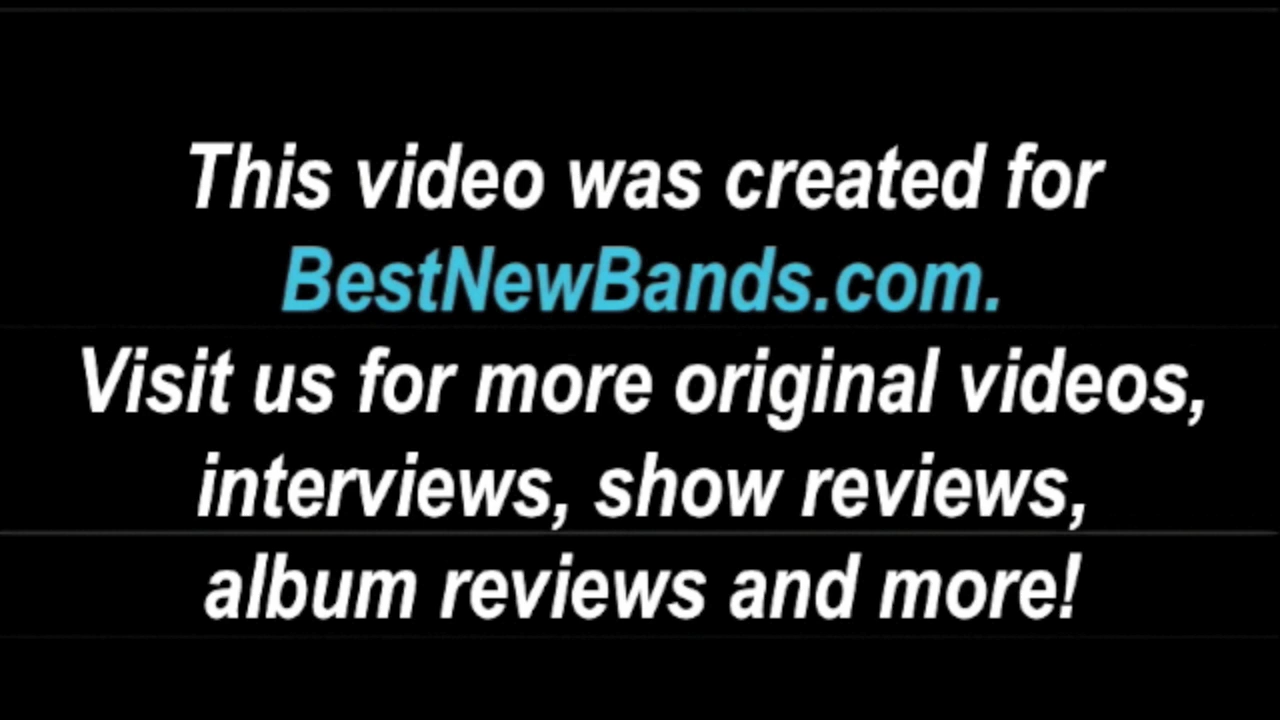 This video was created for
BestNewBands.com.
Visit us for more original videos,
interviews, show reviews,
album reviews and more!